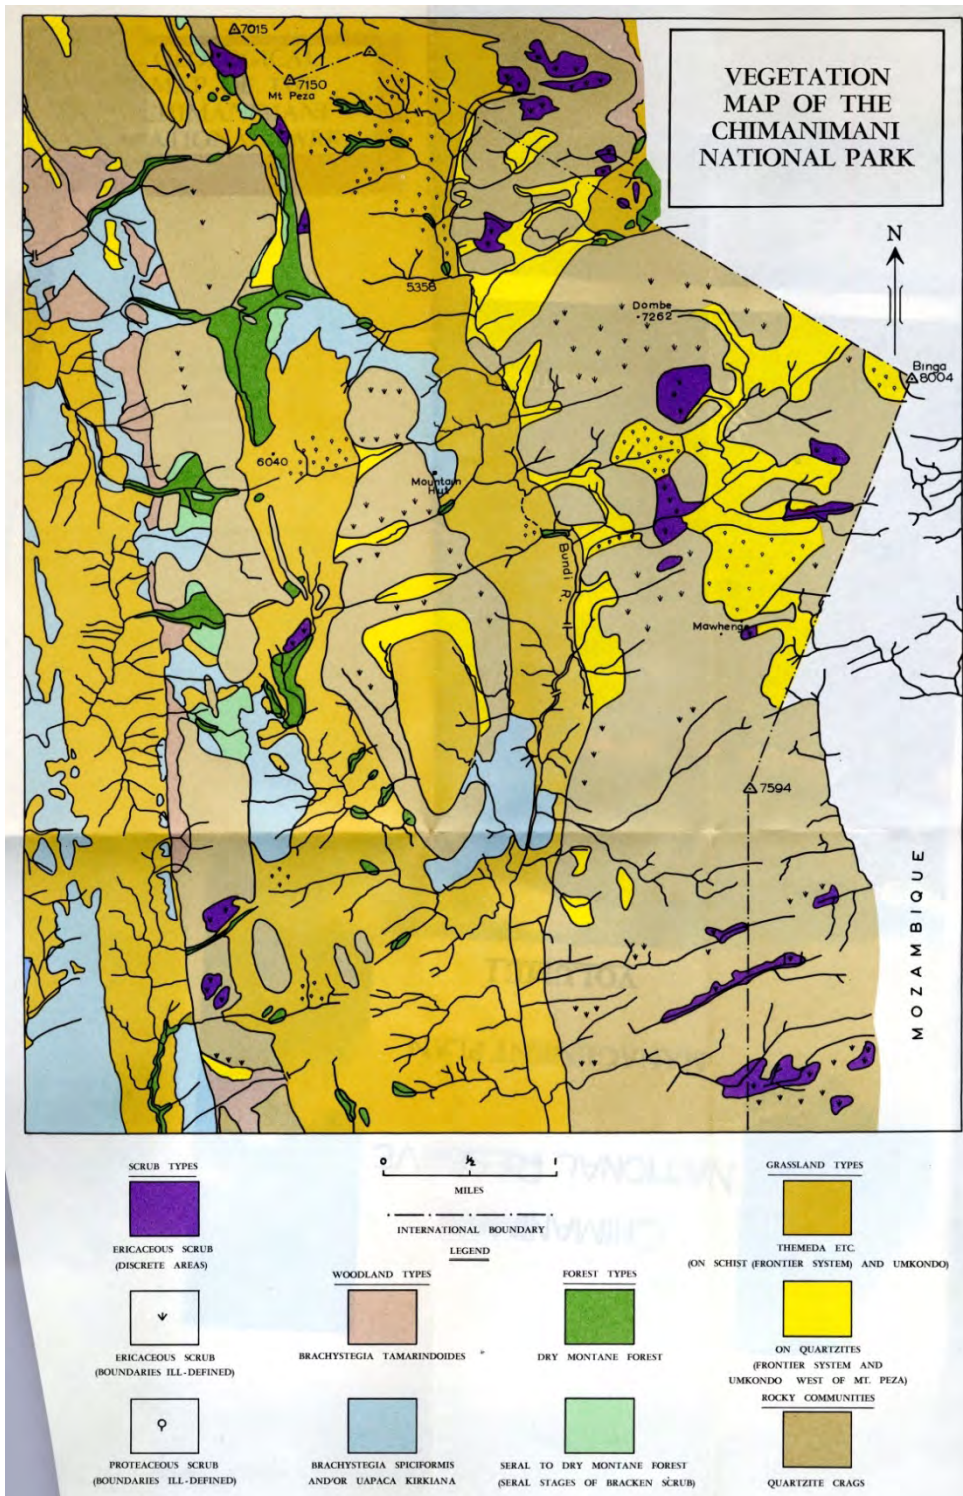 VEGETATION
MAP OF THE
CHIMANIMANI
NATIONAL PARK
N
7015
7150
Mt Peza
5358
Dombe
7262
Binga
8004
6040
Mountain
Hut
Bundi R.
Mawhenge
7594
MOZAMBIQUE
SCRUB TYPES
ERICACEOUS SCRUB
(DISCRETE AREAS)
ERICACEOUS SCRUB
(BOUNDARIES ILL-DEFINED)
PROTEACEOUS SCRUB
(BOUNDARIES ILL-DEFINED)
0 ½ 1
MILES
INTERNATIONAL BOUNDARY
LEGEND
WOODLAND TYPES
BRACHYSTEGIA TAMARINDOIDES
BRACHYSTEGIA SPICIFORMIS
AND/OR UAPACA KIRKIANA
FOREST TYPES
DRY MONTANE FOREST
SERAL TO DRY MONTANE FOREST
(SERAL STAGES OF BRACKEN SCRUB)
GRASSLAND TYPES
THEMEDA ETC.
(ON SCHIST (FRONTIER SYSTEM) AND UMKONDO)
ON QUARTZITES
(FRONTIER SYSTEM AND
UMKONDO WEST OF MT. PEZA)
ROCKY COMMUNITIES
QUARTZITE CRAGS